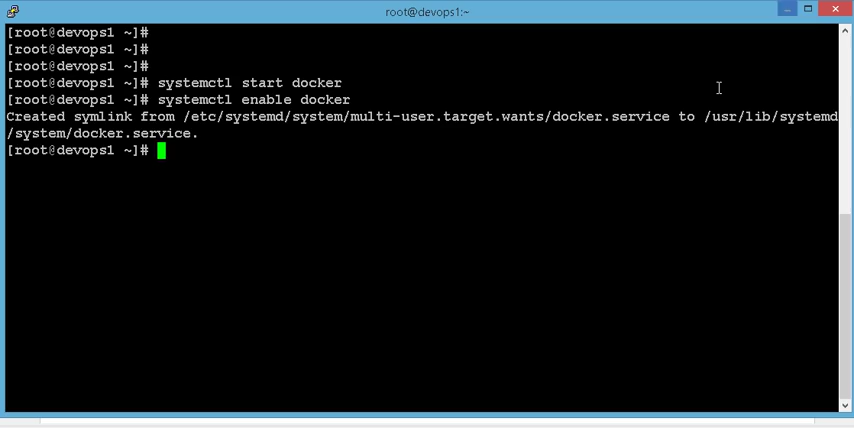 root@devops1:~
[root@devops1 ~]#
[root@devops1 ~]#
[root@devops1 ~]#
[root@devops1 ~]# systemctl start docker
[root@devops1 ~]# systemctl enable docker
Created symlink from /etc/systemd/system/multi-user.target.wants/docker.service to /usr/lib/systemd
/system/docker.service.
[root@devops1 ~]#